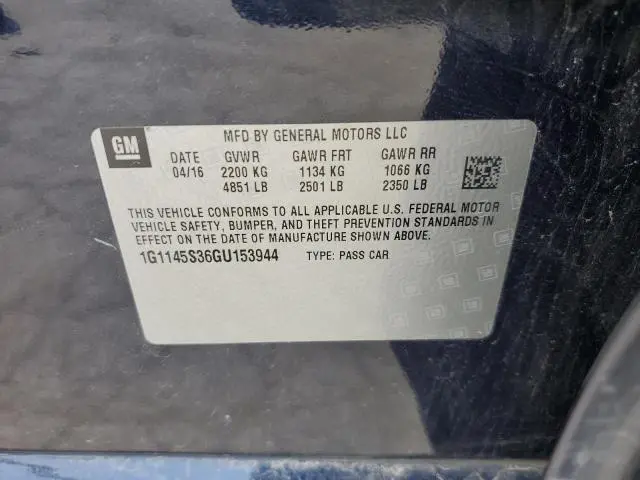 GM
MFD BY GENERAL MOTORS LLC
DATE GVWR GAWR FRT GAWR RR
04/16 2200 KG 1134 KG 1066 KG
4851 LB 2501 LB 2350 LB
THIS VEHICLE CONFORMS TO ALL APPLICABLE U.S. FEDERAL MOTOR
VEHICLE SAFETY, BUMPER, AND THEFT PREVENTION STANDARDS IN
EFFECT ON THE DATE OF MANUFACTURE SHOWN ABOVE.
1G1145S36GU153944 TYPE: PASS CAR